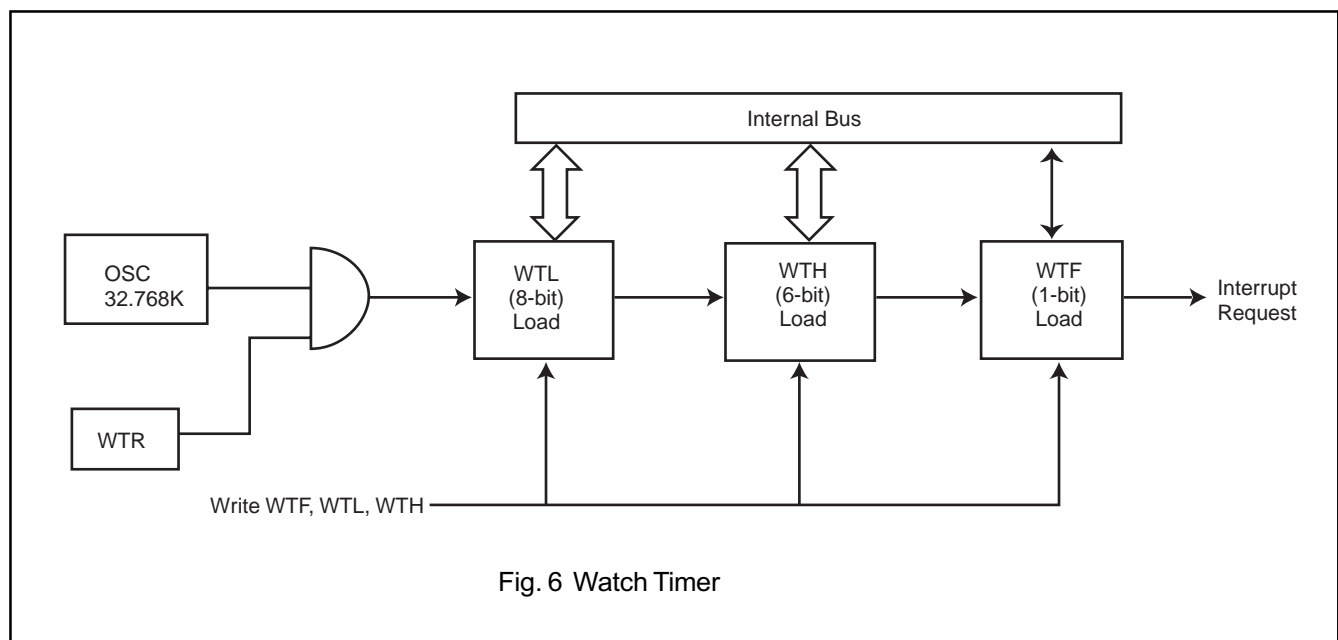 Internal Bus
OSC
32.768K
WTL
(8-bit)
Load
WTH
(6-bit)
Load
WTF
(1-bit)
Load
Interrupt
Request
WTR
Write WTF, WTL, WTH
Fig. 6 Watch Timer